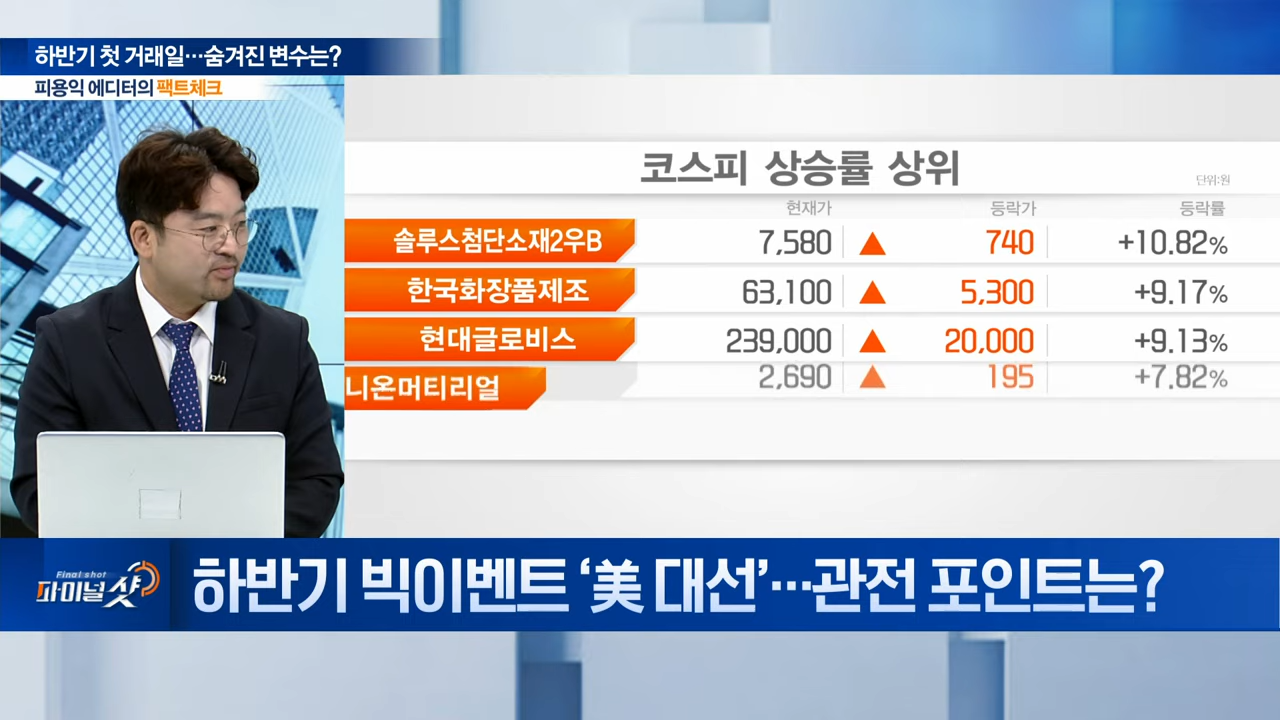 하반기 첫 거래일…숨겨진 변수는?
피용익 에디터의 팩트체크
코스피 상승률 상위
단위:원
현재가 등락가 등락률
솔루스첨단소재2우B 7,580 ▲ 740 +10.82%
한국화장품제조 63,100 ▲ 5,300 +9.17%
현대글로비스 239,000 ▲ 20,000 +9.13%
니온머티리얼 2,690 ▲ 195 +7.82%
Final shot
파이널샷
하반기 빅이벤트 ‘美 대선’…관전 포인트는?